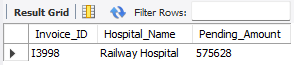 Result Grid Filter Rows:
Invoice_ID Hospital_Name Pending_Amount
I3998 Railway Hospital 575628